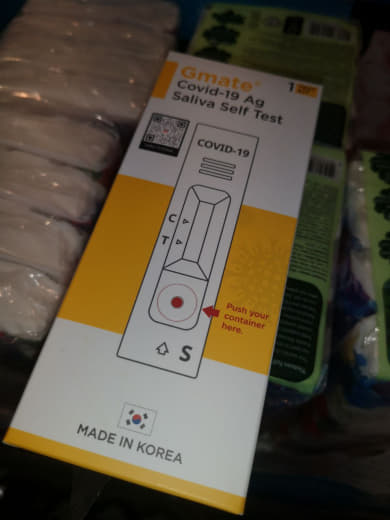 Gmate®
Covid-19 Ag
Saliva Self Test
1
COVID-19
C
T
Push your
container
here.
S
MADE IN KOREA